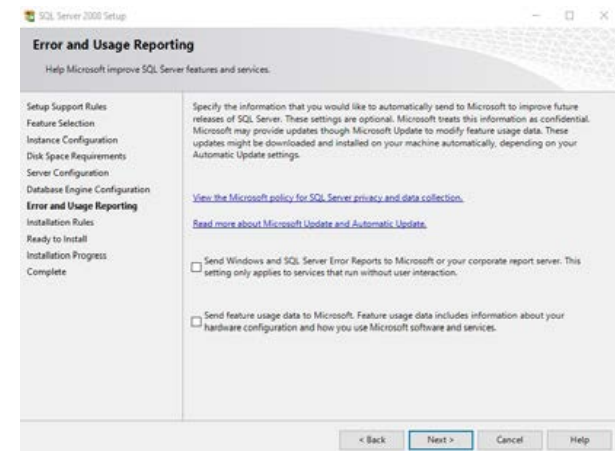 SQL Server 2008 Setup
Error and Usage Reporting
Help Microsoft improve SQL Server features and services.
Setup Support Rules
Feature Selection
Instance Configuration
Disk Space Requirements
Server Configuration
Database Engine Configuration
Error and Usage Reporting
Installation Rules
Ready to Install
Installation Progress
Complete
Specify the information that you would like to automatically send to Microsoft to improve future
releases of SQL Server. These settings are optional. Microsoft treats this information as confidential.
Microsoft may provide updates though Microsoft Update to modify feature usage data. These
updates might be downloaded and installed on your machine automatically, depending on your
Automatic Update settings.
View the Microsoft policy for SQL Server privacy and data collection.
Read more about Microsoft Update and Automatic Update.
Send Windows and SQL Server Error Reports to Microsoft or your corporate report server. This
setting only applies to services that run without user interaction.
Send feature usage data to Microsoft. Feature usage data includes information about your
hardware configuration and how you use Microsoft software and services.
< Back Next > Cancel Help